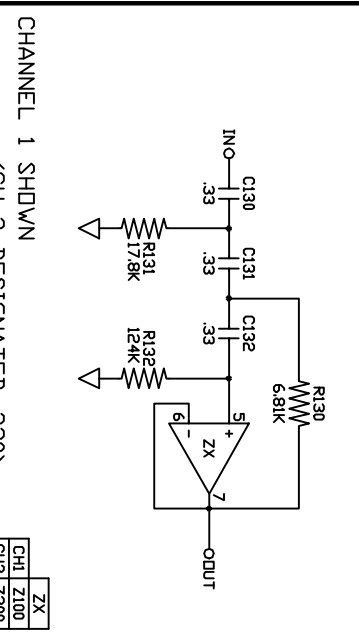 IN
C130
.33
C131
.33
C132
.33
R131
17.8K
R132
124K
R130
6.81K
5
+
6
-
ZX
7
OUT
CHANNEL 1 SHOWN
ZX
CH1 Z100